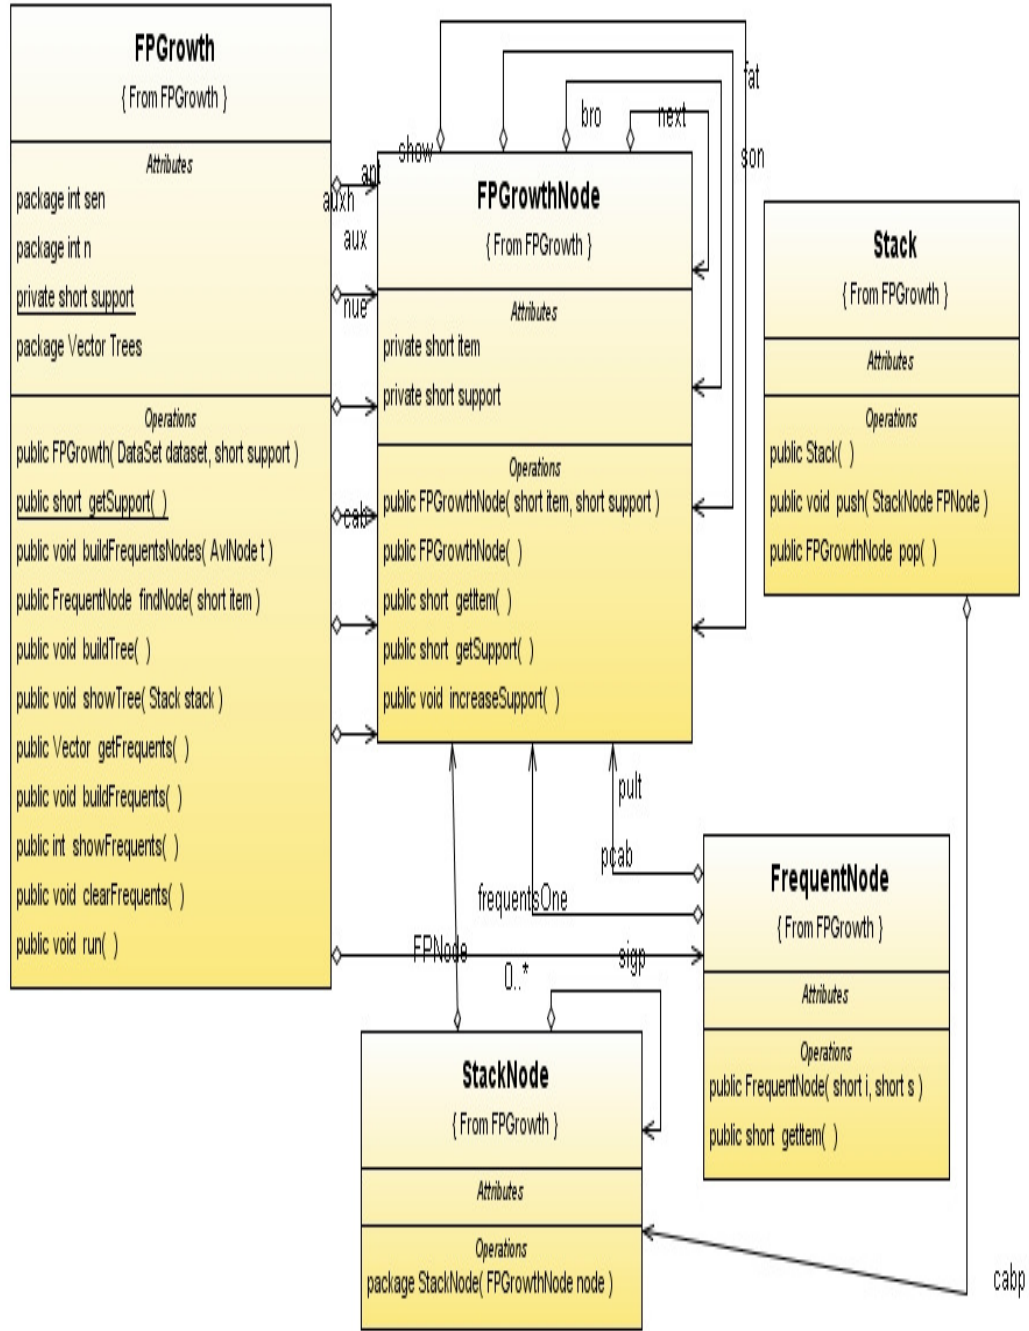 FPGrowth
{ From FPGrowth }
Attributes
package int sen
package int n
private short support
package Vector Trees
Operations
public FPGrowth( DataSet dataset, short support )
public short getSupport( )
public void buildFrequentsNodes( AvlNode t )
public FrequentNode findNode( short item )
public void buildTree( )
public void showTree( Stack stack )
public Vector getFrequents( )
public void buildFrequents( )
public int showFrequents( )
public void clearFrequents( )
public void run( )
auxh
ant
show
aux
nue
cab
bro
next
fat
son
FPGrowthNode
{ From FPGrowth }
Attributes
private short item
private short support
Operations
public FPGrowthNode( short item, short support )
public FPGrowthNode( )
public short getItem( )
public short getSupport( )
public void increaseSupport( )
Stack
{ From FPGrowth }
Attributes
Operations
public Stack( )
public void push( StackNode FPNode )
public FPGrowthNode pop( )
pult
pcab
frequentsOne
FPNode
0..*
sigp
FrequentNode
{ From FPGrowth }
Attributes
Operations
public FrequentNode( short i, short s )
public short getItem( )
StackNode
{ From FPGrowth }
Attributes
Operations
package StackNode( FPGrowthNode node )
cabp